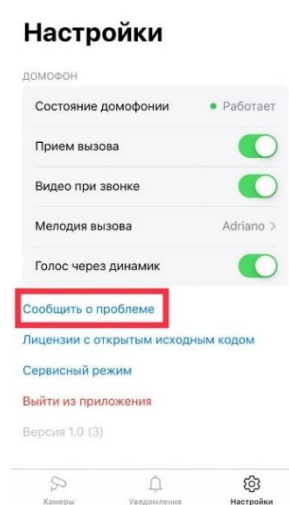 Настройки
ДОМОФОН
Состояние домофонии Работает
Прием вызова
Видео при звонке
Мелодия вызова Adriano
Голос через динамик
Сообщить о проблеме
Лицензии с открытым исходным кодом
Сервисный режим
Выйти из приложения
Версия 1.0 (3)
Камеры Уведомления Настройки